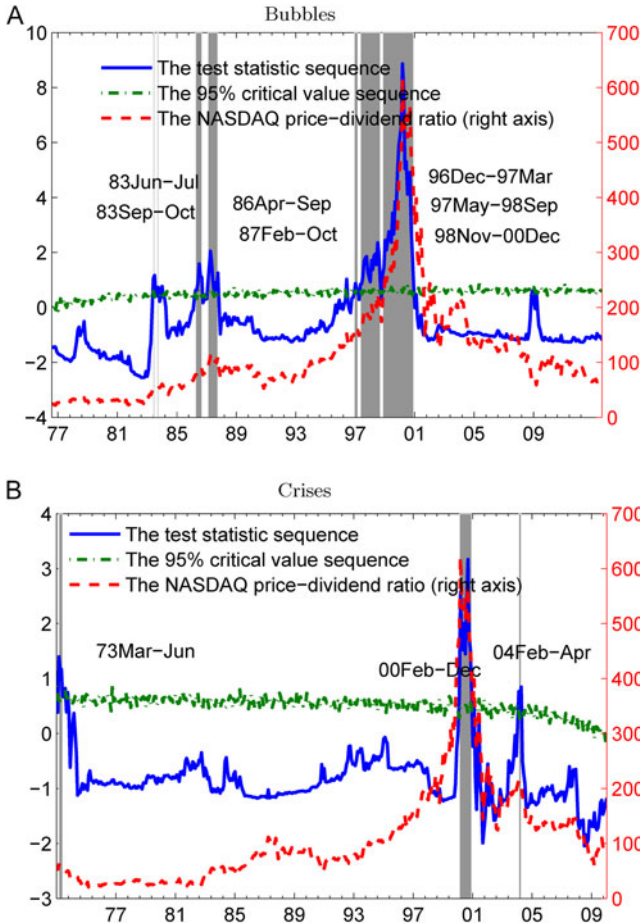 A
Bubbles
10
8
6
4
2
0
−2
−4
700
600
500
400
300
200
100
0
The test statistic sequence
The 95% critical value sequence
The NASDAQ price−dividend ratio (right axis)
83Jun−Jul
83Sep−Oct
86Apr−Sep
87Feb−Oct
96Dec−97Mar
97May−98Sep
98Nov−00Dec
77 81 85 89 93 97 01 05 09
B
Crises
4
3
2
1
0
−1
−2
−3
700
600
500
400
300
200
100
0
The test statistic sequence
The 95% critical value sequence
The NASDAQ price−dividend ratio (right axis)
73Mar−Jun
00Feb−Dec
04Feb−Apr
77 81 85 89 93 97 01 05 09